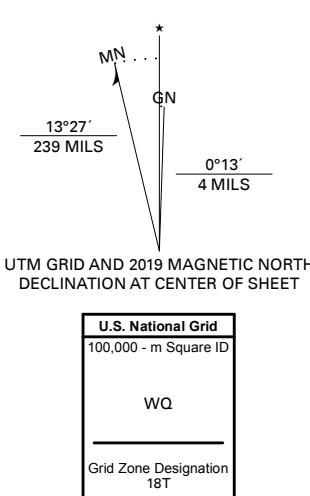 ★
MN
GN
13°27´
239 MILS
0°13´
4 MILS
UTM GRID AND 2019 MAGNETIC NORTH
DECLINATION AT CENTER OF SHEET
U.S. National Grid
100,000 - m Square ID
WQ
Grid Zone Designation
18T